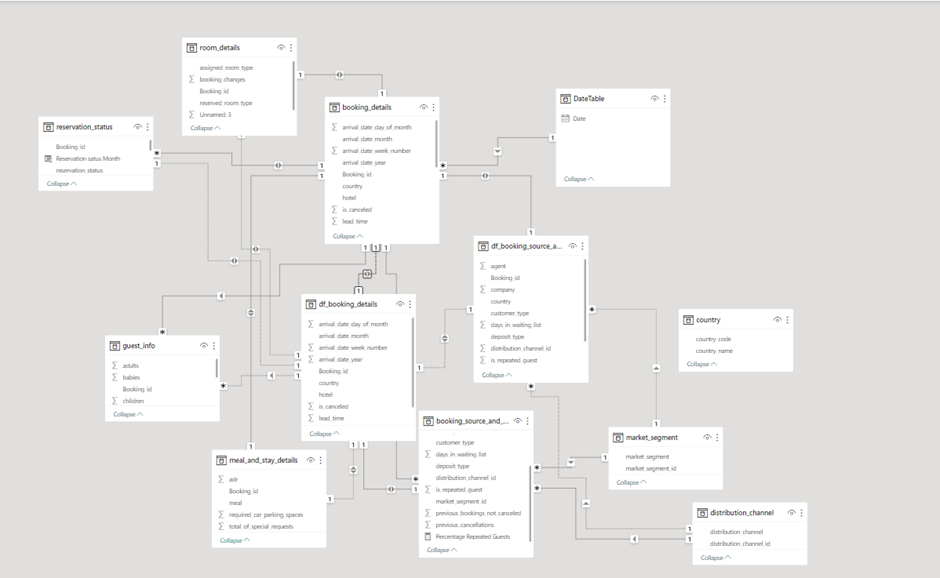 room_details
assigned_room_type
booking_changes
Booking_id
reserved_room_type
Unnamed: 3
Collapse
booking_details
arrival_date_day_of_month
arrival_date_month
arrival_date_week_number
arrival_date_year
Booking_id
country
hotel
is_canceled
lead_time
Collapse
DateTable
Date
Collapse
reservation_status
Booking_id
Reservation satus Month
reservation_status
Collapse
df_booking_source_a...
agent
Booking_id
company
country
customer_type
days_in_waiting_list
deposit_type
distribution_channel_id
is_repeated_guest
Collapse
df_booking_details
arrival_date_day_of_month
arrival_date_month
arrival_date_week_number
arrival_date_year
Booking_id
country
hotel
is_canceled
lead_time
Collapse
country
country_code
country_name
Collapse
guest_info
adults
babies
Booking_id
children
Collapse
booking_source_and_...
customer_type
days_in_waiting_list
deposit_type
distribution_channel_id
is_repeated_guest
market_segment_id
previous_bookings_not_canceled
previous_cancellations
Percentage Repeated Guests
Collapse
market_segment
market_segment
market_segment_id
Collapse
meal_and_stay_details
adr
Booking_id
meal
required_car_parking_spaces
total_of_special_requests
Collapse
distribution_channel
distribution_channel
distribution_channel_id
Collapse